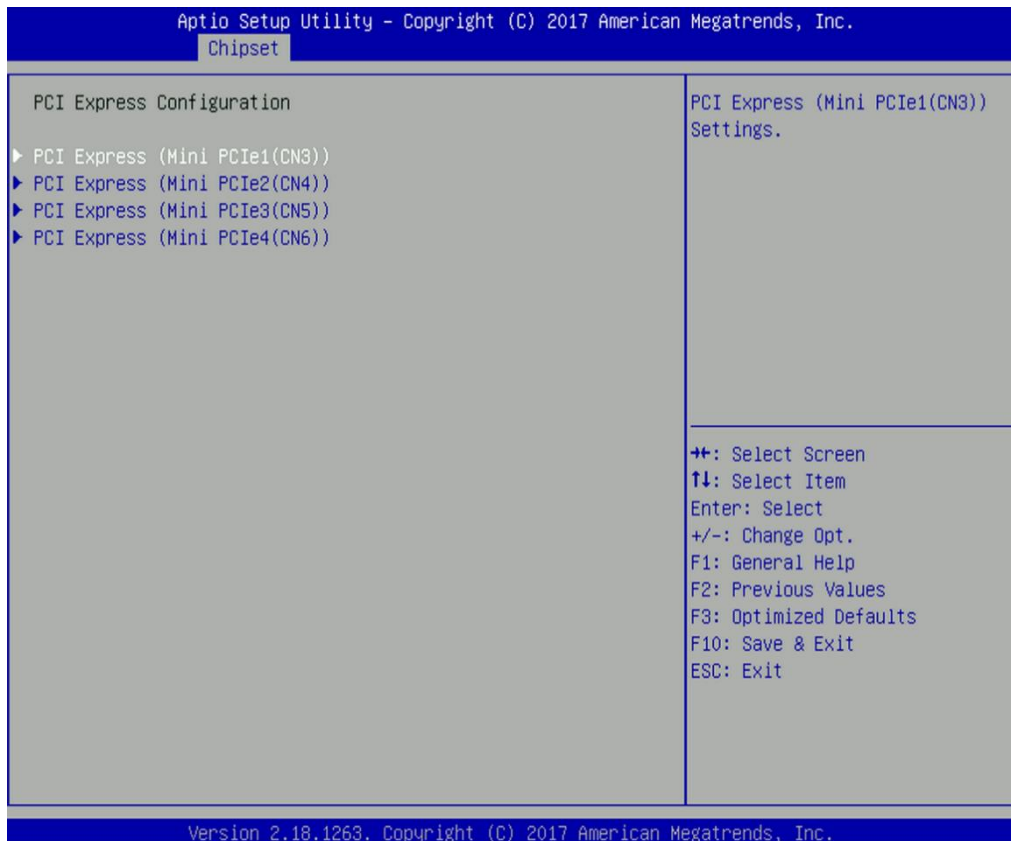 Aptio Setup Utility – Copyright (C) 2017 American Megatrends, Inc.
Chipset
PCI Express Configuration
▶ PCI Express (Mini PCIe1(CN3))
▶ PCI Express (Mini PCIe2(CN4))
▶ PCI Express (Mini PCIe3(CN5))
▶ PCI Express (Mini PCIe4(CN6))
PCI Express (Mini PCIe1(CN3))
Settings.
→←: Select Screen
↑↓: Select Item
Enter: Select
+/-: Change Opt.
F1: General Help
F2: Previous Values
F3: Optimized Defaults
F10: Save & Exit
ESC: Exit
Version 2.18.1263. Copyright (C) 2017 American Megatrends, Inc.